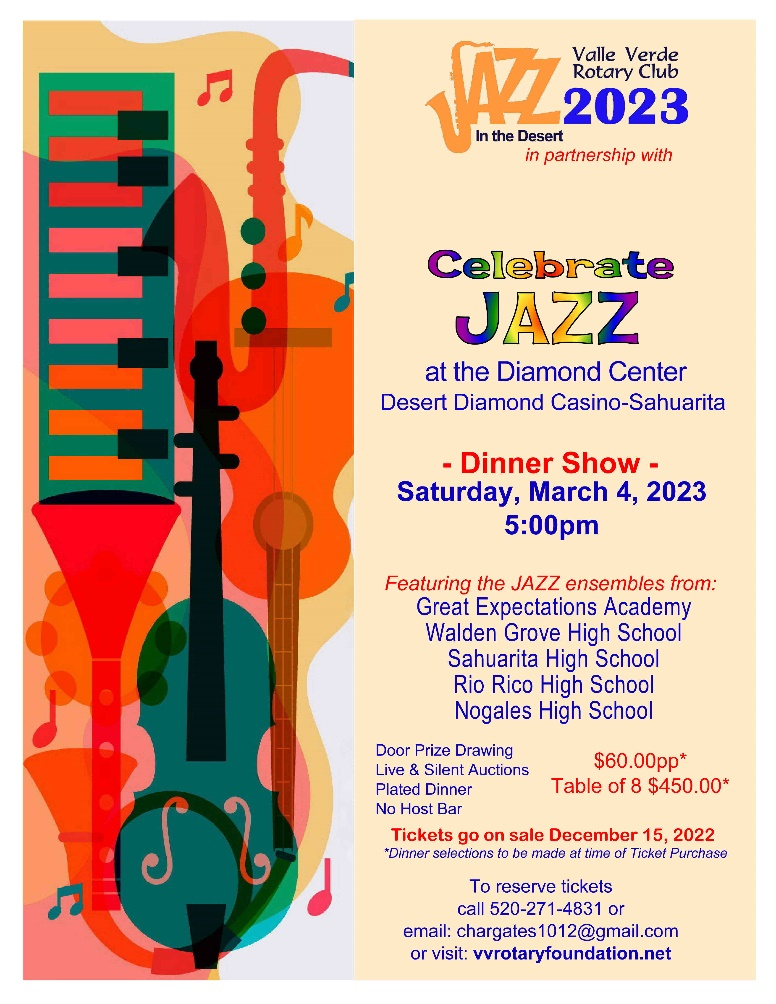 Valle Verde
Rotary Club
JAZZ 2023
In the Desert
in partnership with
Celebrate
JAZZ
at the Diamond Center
Desert Diamond Casino-Sahuarita
- Dinner Show -
Saturday, March 4, 2023
5:00pm
Featuring the JAZZ ensembles from:
Great Expectations Academy
Walden Grove High School
Sahuarita High School
Rio Rico High School
Nogales High School
Door Prize Drawing
Live & Silent Auctions
Plated Dinner
No Host Bar
$60.00pp*
Table of 8 $450.00*
Tickets go on sale December 15, 2022
*Dinner selections to be made at time of Ticket Purchase
To reserve tickets
call 520-271-4831 or
email: chargates1012@gmail.com
or visit: vvrotaryfoundation.net